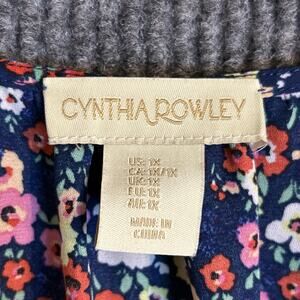 CYNTHIA ROWLEY
US: 1X
CA: 1X/1X
UK: 1X
EU: 1X
AU: 1X
MADE IN
CHINA